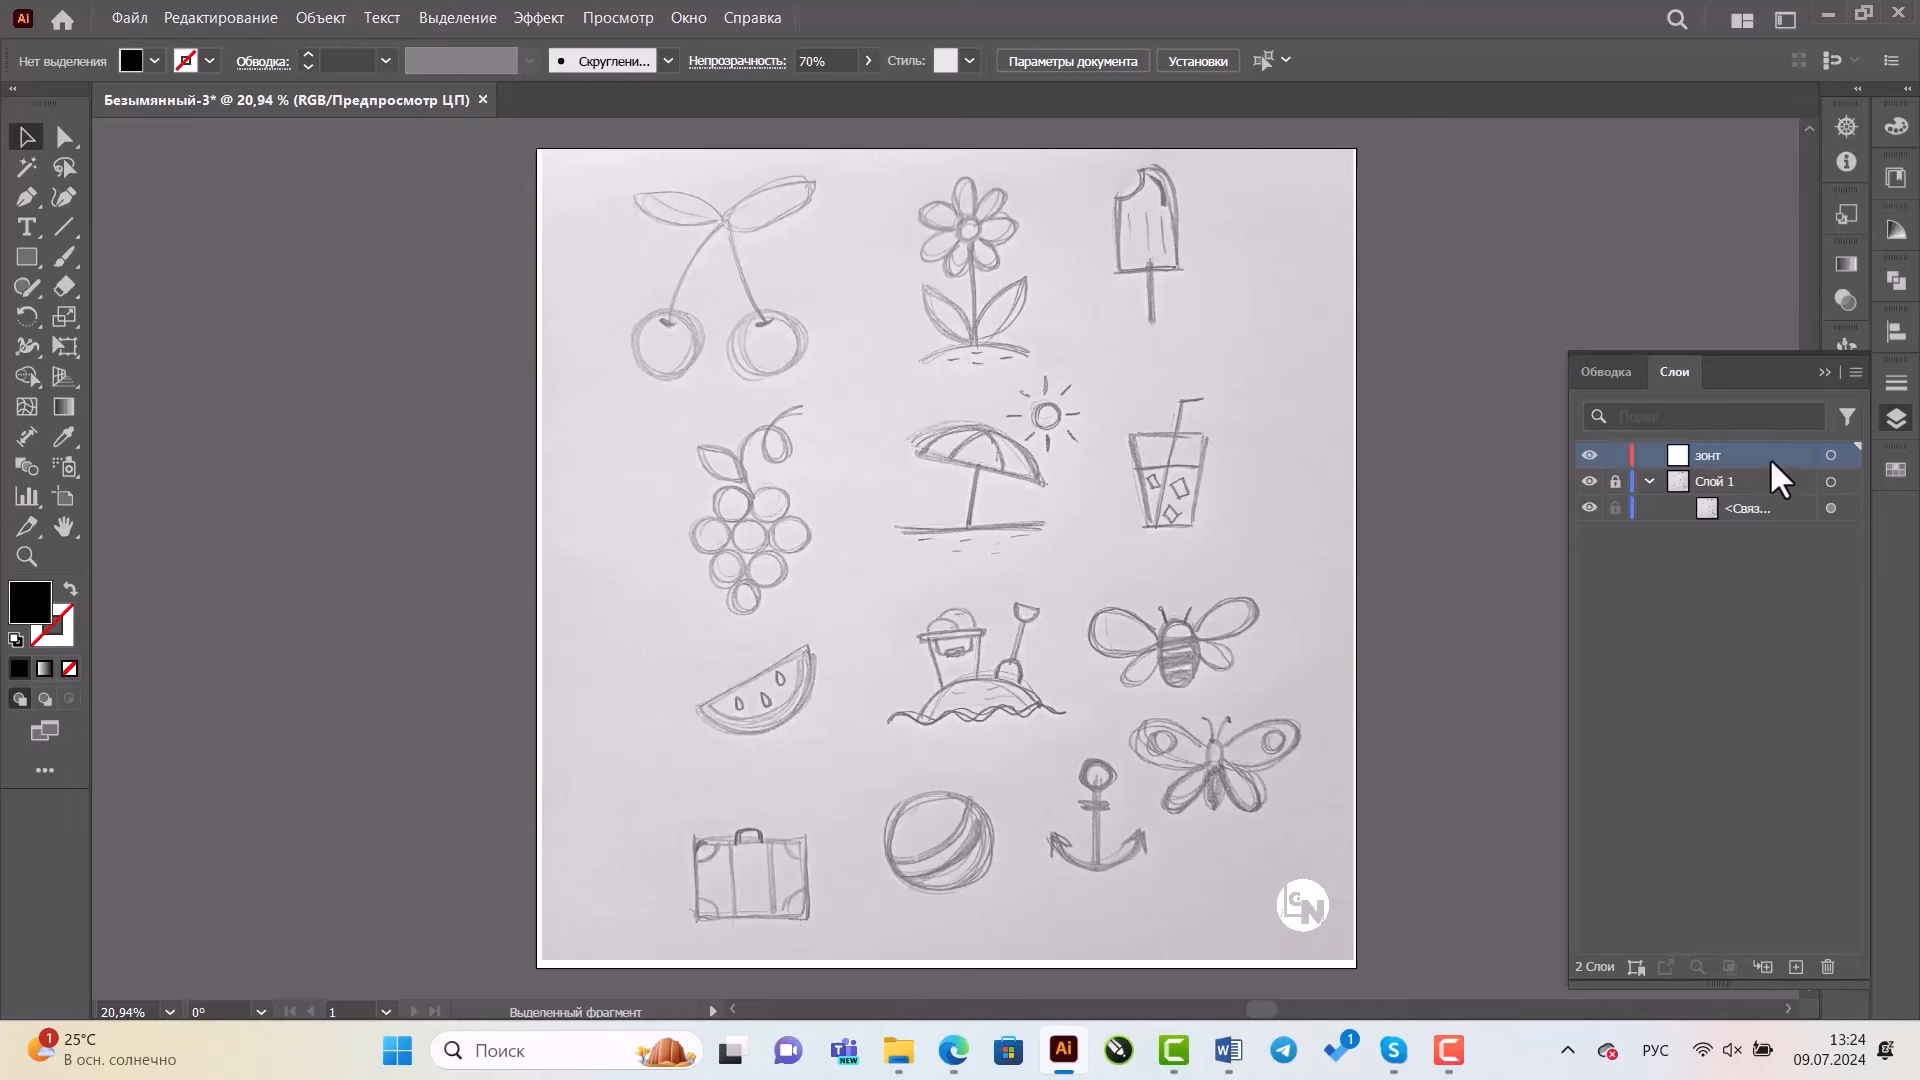 Ai Файл Редактирование Объект Текст Выделение Эффект Просмотр Окно Справка
Нет выделения Обводка: Скруглени... Непрозрачность: 70% Стиль: Параметры документа Установки
Безымянный-3* @ 20,94 % (RGB/Предпросмотр ЦП)
Обводка Слои
Поиск
зонт
Слой 1
<Связ...
2 Слои
20,94% 0° 1 Выделенный фрагмент
25°C
В осн. солнечно
Поиск
РУС
13:24
09.07.2024